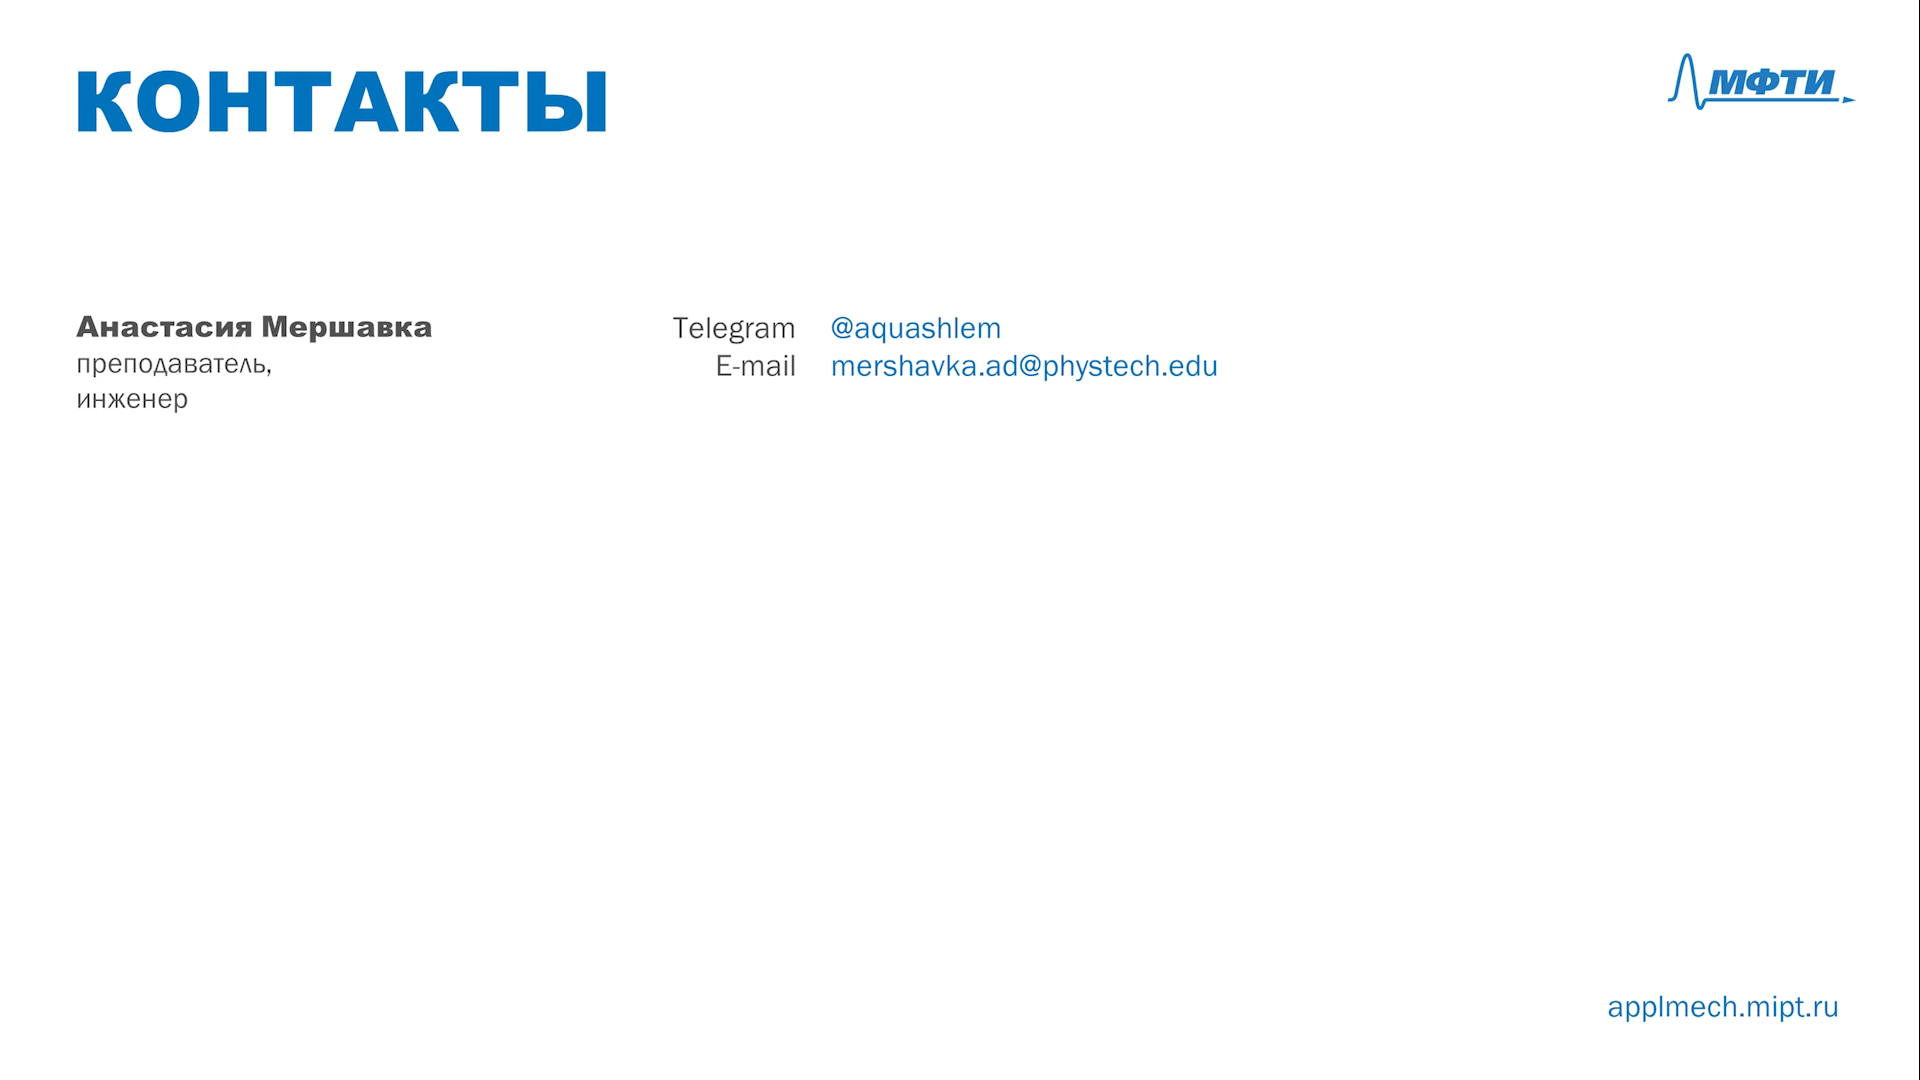 КОНТАКТЫ
МФТИ
Анастасия Мершавка
преподаватель,
инженер
Telegram @aquashlem
E-mail mershavka.ad@phystech.edu
applmech.mipt.ru